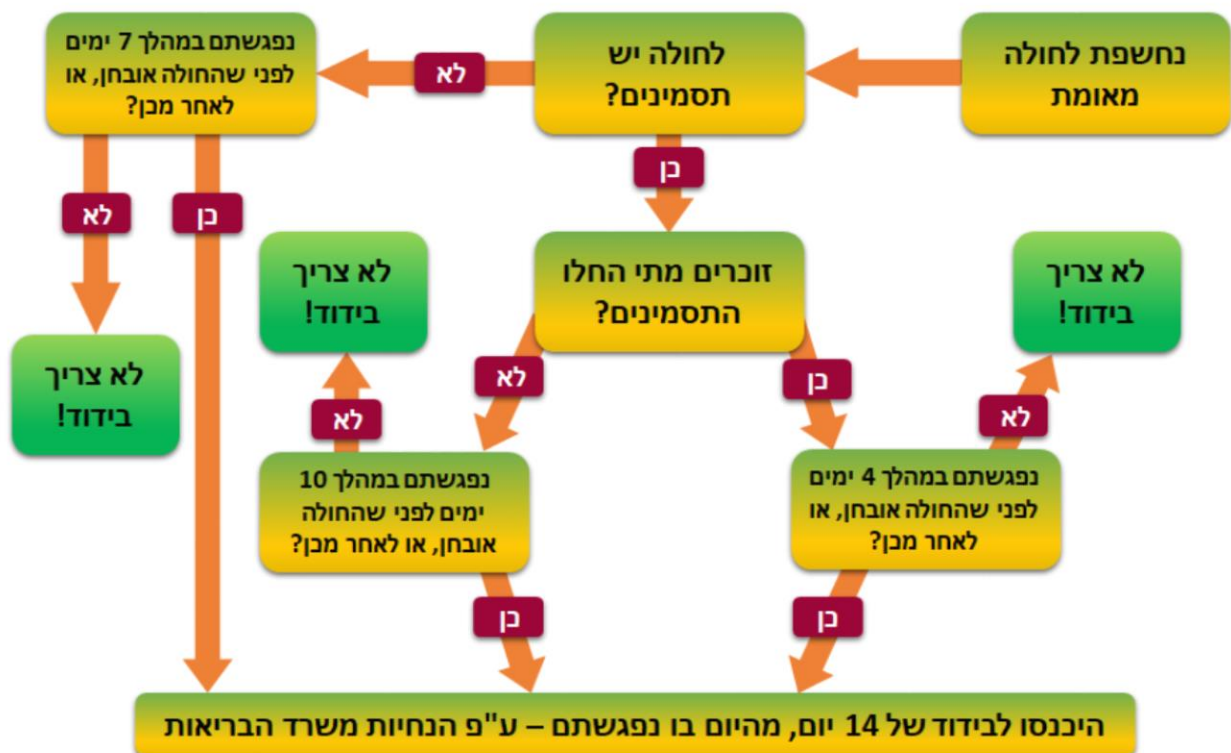 נחשפת לחולה
מאומת
לחולה יש
תסמינים?
לא
נפגשתם במהלך 7 ימים
לפני שהחולה אובחן, או
לאחר מכן?
כן
לא
כן
זוכרים מתי החלו
התסמינים?
לא צריך
בידוד!
לא צריך
בידוד!
לא צריך
בידוד!
כן
לא
לא
לא
נפגשתם במהלך 4 ימים
לפני שהחולה אובחן, או
לאחר מכן?
נפגשתם במהלך 10
ימים לפני שהחולה
אובחן, או לאחר מכן?
כן
כן
היכנסו לבידוד של 14 יום, מהיום בו נפגשתם – ע"פ הנחיות משרד הבריאות